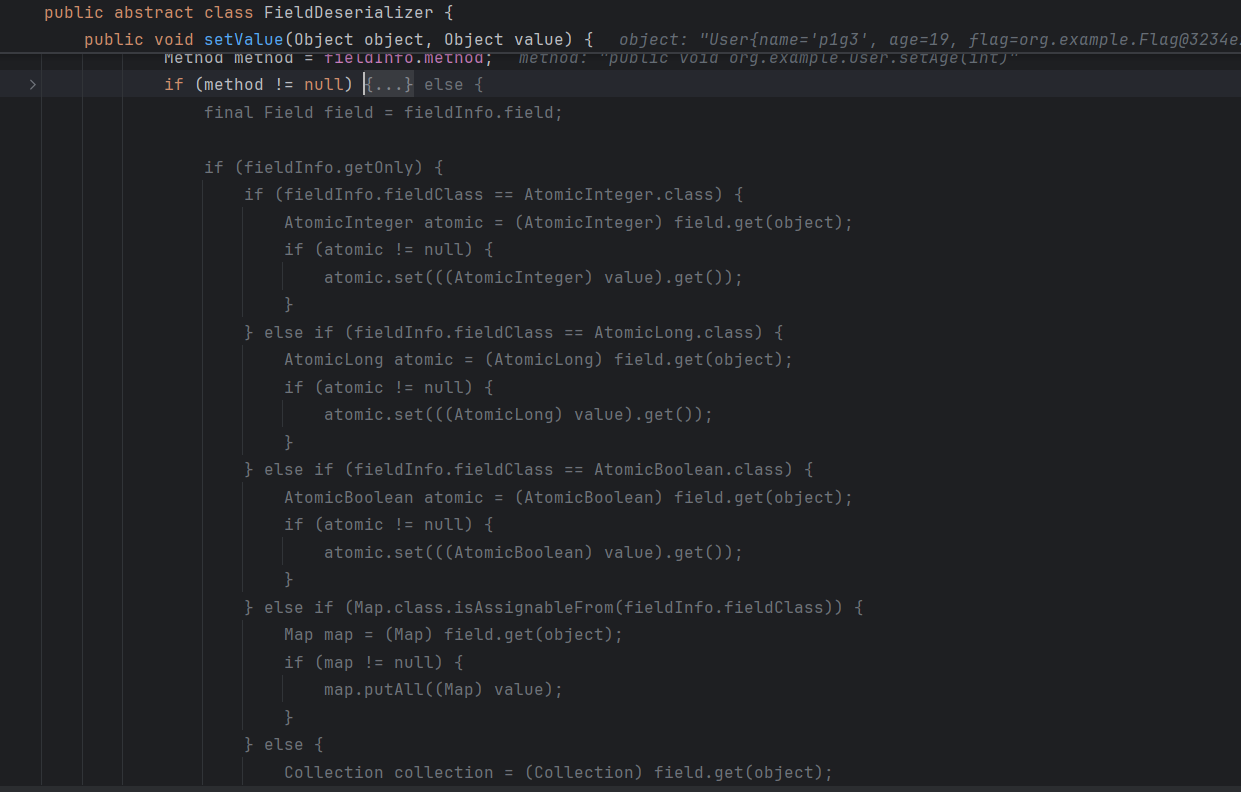 public abstract class FieldDeserializer {
    public void setValue(Object object, Object value) {  object: "User{name='p1g3', age=19, flag=org.example.Flag@3234e
            Method method = fieldInfo.method;  method: "public void org.example.User.setAge(int)"
            if (method != null) {...} else {
                final Field field = fieldInfo.field;

                if (fieldInfo.getOnly) {
                    if (fieldInfo.fieldClass == AtomicInteger.class) {
                        AtomicInteger atomic = (AtomicInteger) field.get(object);
                        if (atomic != null) {
                            atomic.set(((AtomicInteger) value).get());
                        }
                    } else if (fieldInfo.fieldClass == AtomicLong.class) {
                        AtomicLong atomic = (AtomicLong) field.get(object);
                        if (atomic != null) {
                            atomic.set(((AtomicLong) value).get());
                        }
                    } else if (fieldInfo.fieldClass == AtomicBoolean.class) {
                        AtomicBoolean atomic = (AtomicBoolean) field.get(object);
                        if (atomic != null) {
                            atomic.set(((AtomicBoolean) value).get());
                        }
                    } else if (Map.class.isAssignableFrom(fieldInfo.fieldClass)) {
                        Map map = (Map) field.get(object);
                        if (map != null) {
                            map.putAll((Map) value);
                        }
                    } else {
                        Collection collection = (Collection) field.get(object);